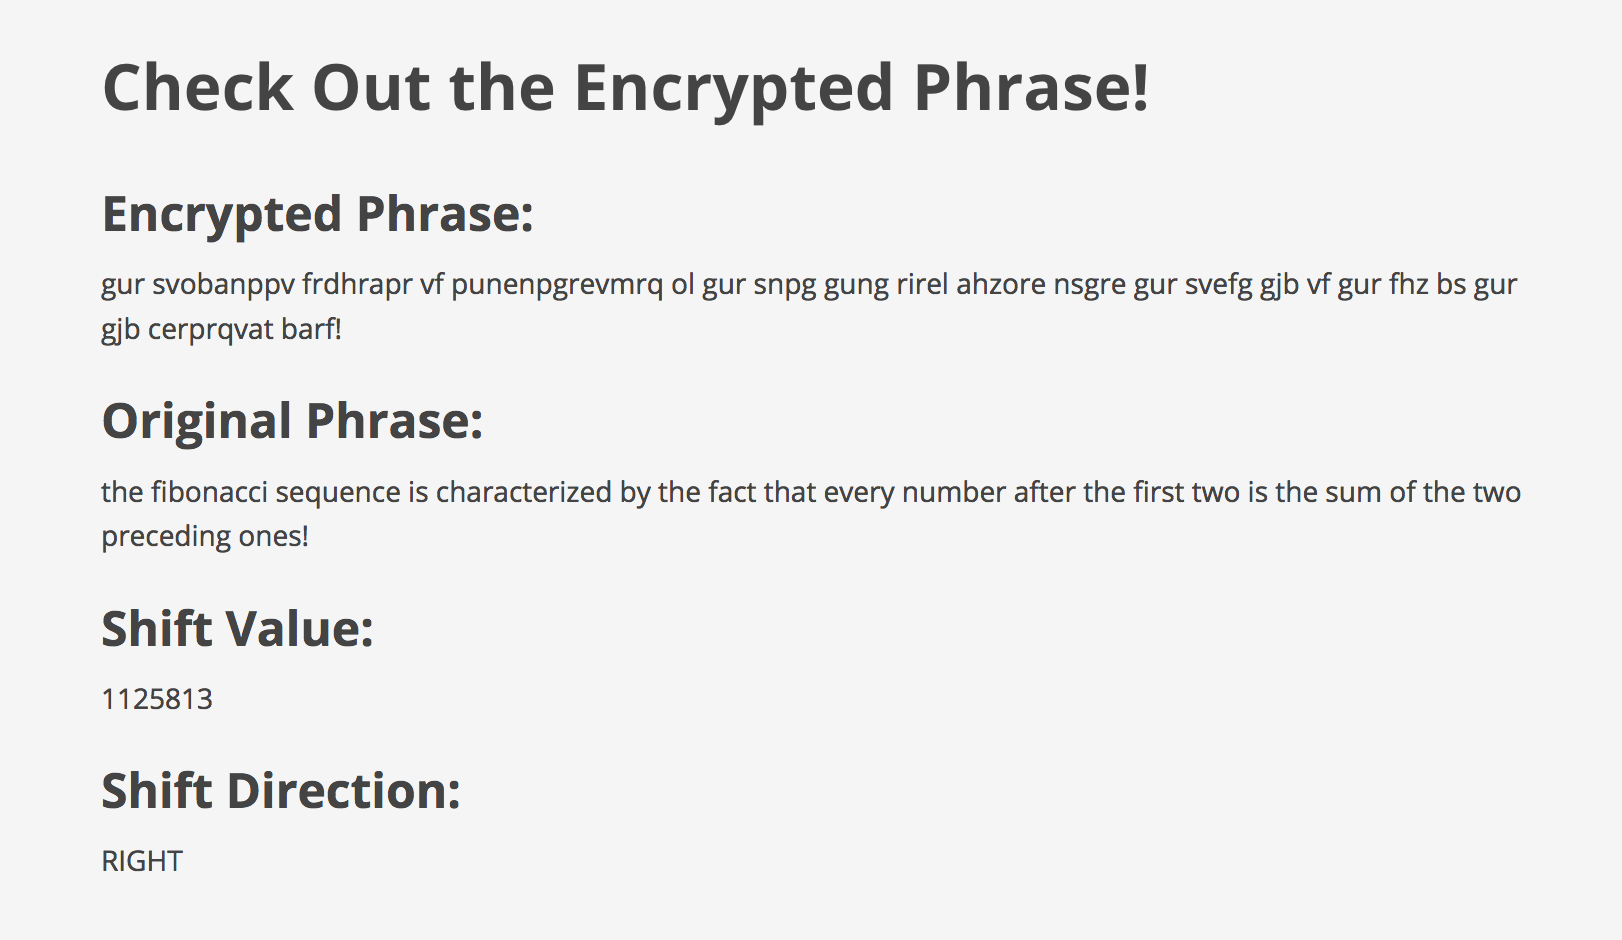 Check Out the Encrypted Phrase!
Encrypted Phrase:
gur svobanppv frdhrapr vf punenpgrevmrq ol gur snpg gung rirel ahzore nsgre gur svefg gjb vf gur fhz bs gur
gjb cerprqvat barf!
Original Phrase:
the fibonacci sequence is characterized by the fact that every number after the first two is the sum of the two
preceding ones!
Shift Value:
1125813
Shift Direction:
RIGHT